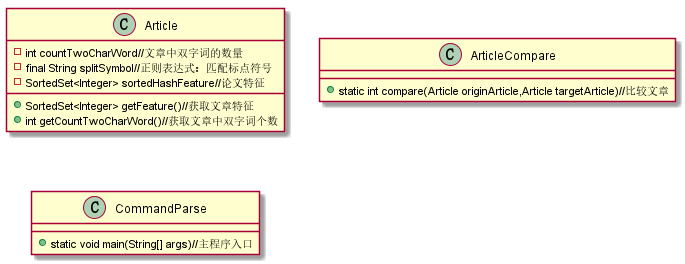 C Article
int countTwoCharWord//文章中双字词的数量
final String splitSymbol//正则表达式：匹配标点符号
SortedSet<Integer> sortedHashFeature//论文特征
SortedSet<Integer> getFeature()//获取文章特征
int getCountTwoCharWord()//获取文章中双字词个数
C ArticleCompare
static int compare(Article originArticle,Article targetArticle)//比较文章
C CommandParse
static void main(String[] args)//主程序入口